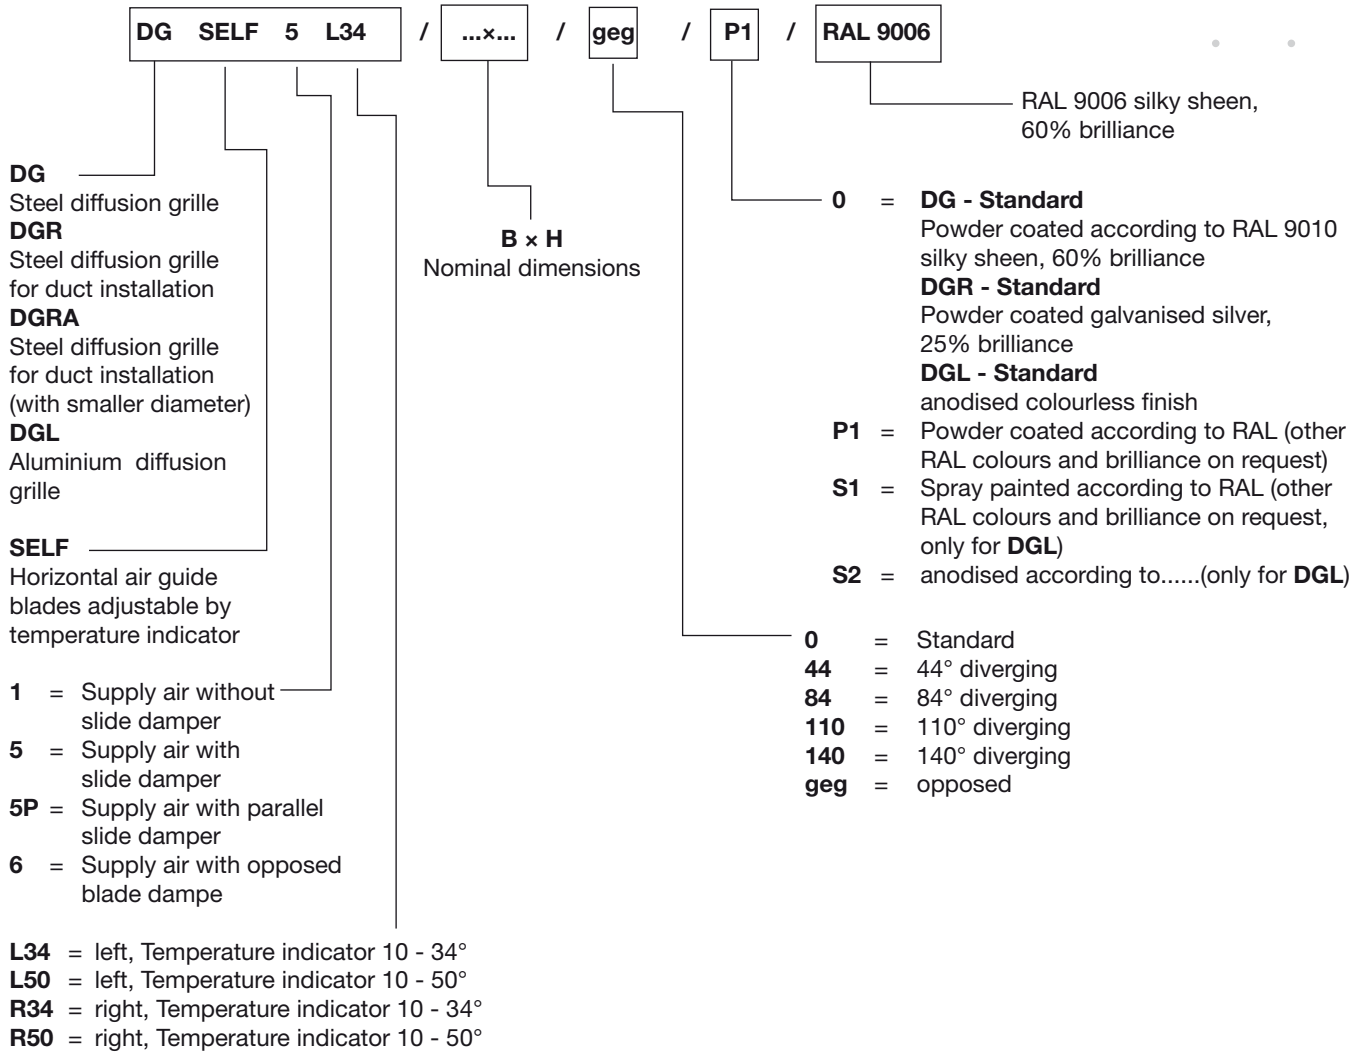 DG SELF 5 L34 / ...×... / geg / P1 / RAL 9006
RAL 9006 silky sheen,
60% brilliance
DG
Steel diffusion grille
DGR
Steel diffusion grille
for duct installation
DGRA
Steel diffusion grille
for duct installation
(with smaller diameter)
DGL
Aluminium diffusion
grille
SELF
Horizontal air guide
blades adjustable by
temperature indicator
1 = Supply air without
slide damper
5 = Supply air with
slide damper
5P = Supply air with parallel
slide damper
6 = Supply air with opposed
blade dampe
L34 = left, Temperature indicator 10 - 34°
L50 = left, Temperature indicator 10 - 50°
R34 = right, Temperature indicator 10 - 34°
R50 = right, Temperature indicator 10 - 50°
B × H
Nominal dimensions
0 = DG - Standard
Powder coated according to RAL 9010
silky sheen, 60% brilliance
DGR - Standard
Powder coated galvanised silver,
25% brilliance
DGL - Standard
anodised colourless finish
P1 = Powder coated according to RAL (other
RAL colours and brilliance on request)
S1 = Spray painted according to RAL (other
RAL colours and brilliance on request,
only for DGL)
S2 = anodised according to......(only for DGL)
0 = Standard
44 = 44° diverging
84 = 84° diverging
110 = 110° diverging
140 = 140° diverging
geg = opposed